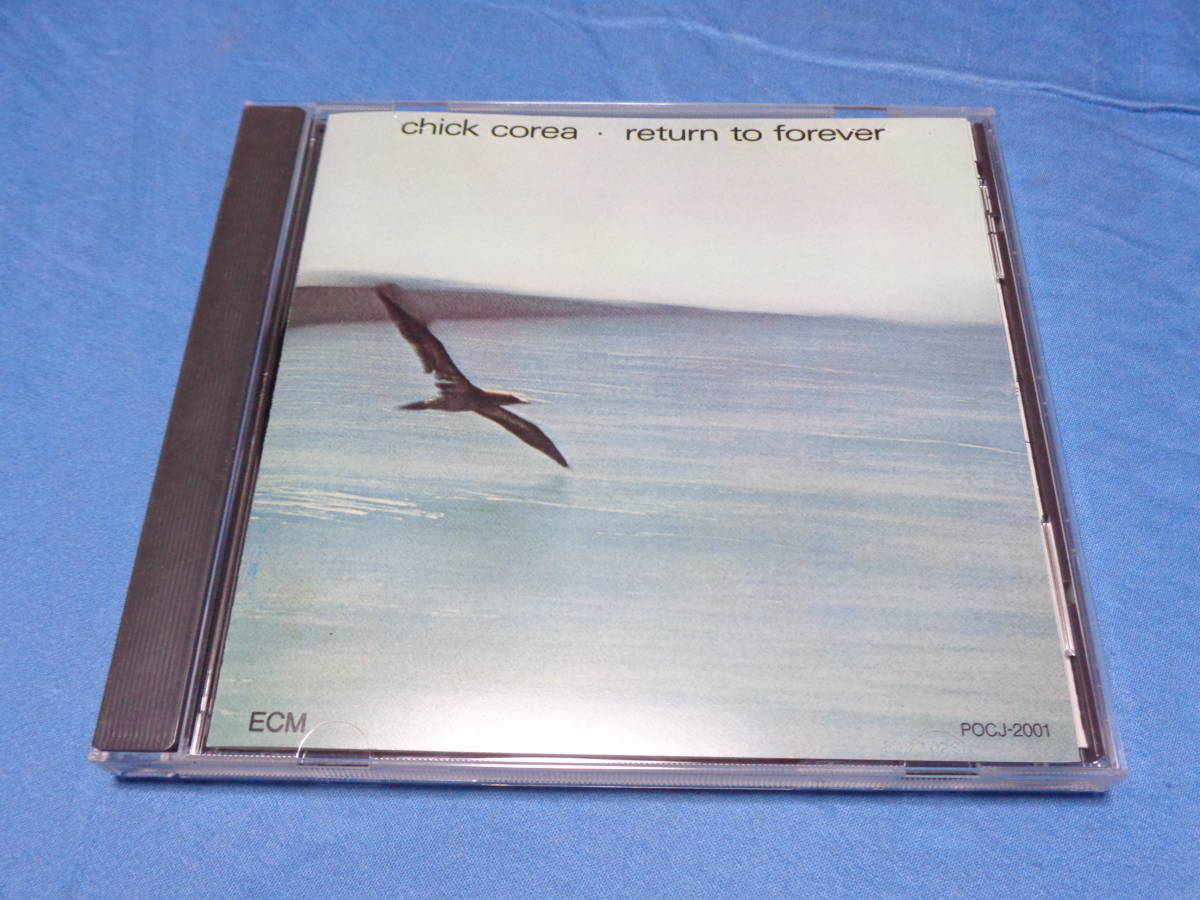 chick corea · return to forever
ECM
POCJ-2001